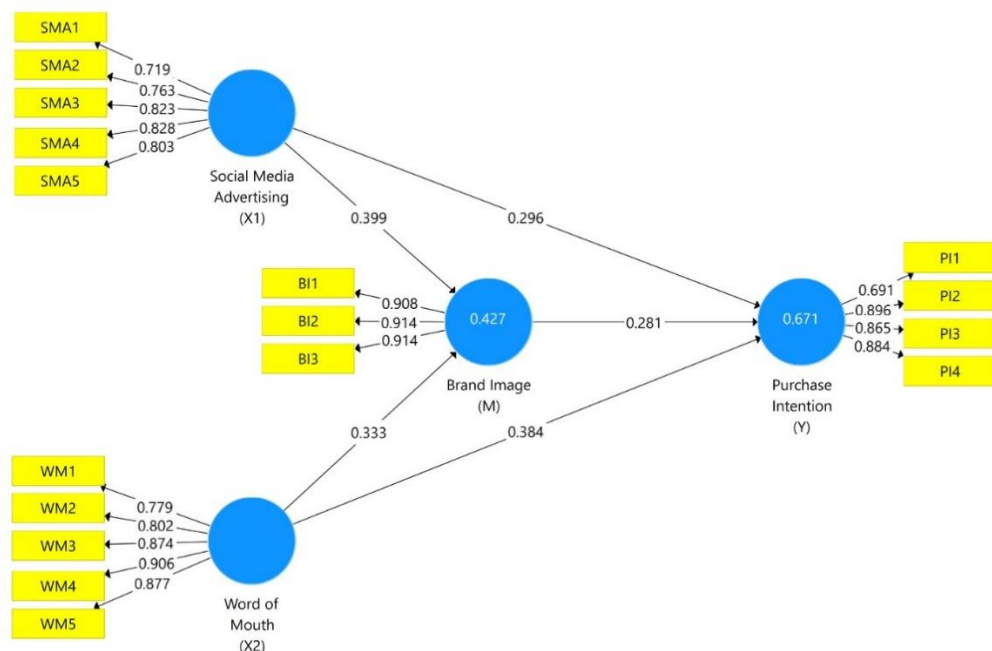 SMA1
SMA2
SMA3
SMA4
SMA5
0.719
0.763
0.823
0.828
0.803
Social Media
Advertising
(X1)
0.399
0.296
BI1
BI2
BI3
0.908
0.914
0.914
0.427
Brand Image
(M)
0.281
0.671
Purchase
Intention
(Y)
PI1
PI2
PI3
PI4
0.691
0.896
0.865
0.884
0.333
0.384
WM1
WM2
WM3
WM4
WM5
0.779
0.802
0.874
0.906
0.877
Word of
Mouth
(X2)